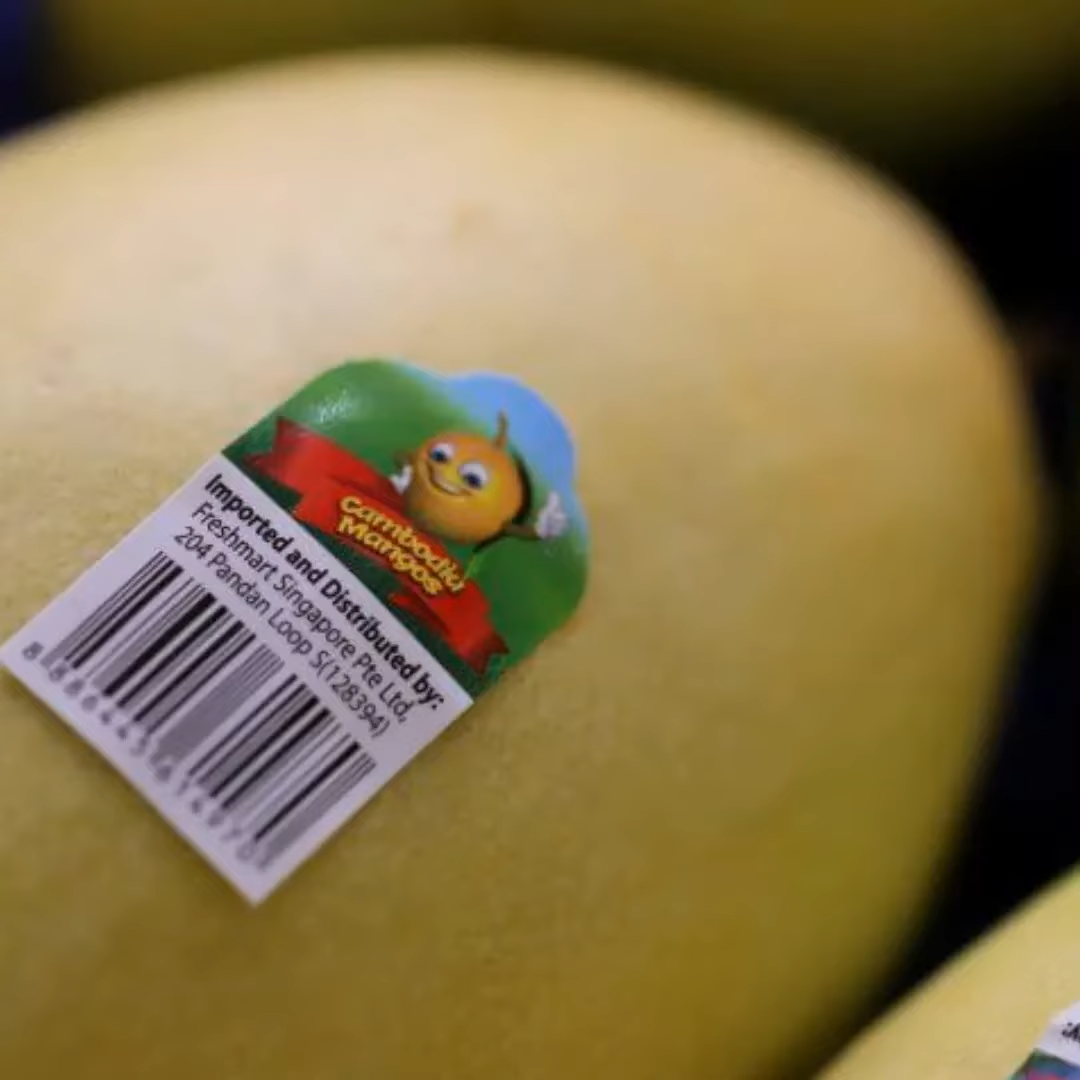 Cambodia
Mangos
Imported and Distributed by:
Freshmart Singapore Pte Ltd,
204 Pandan Loop S(128394)